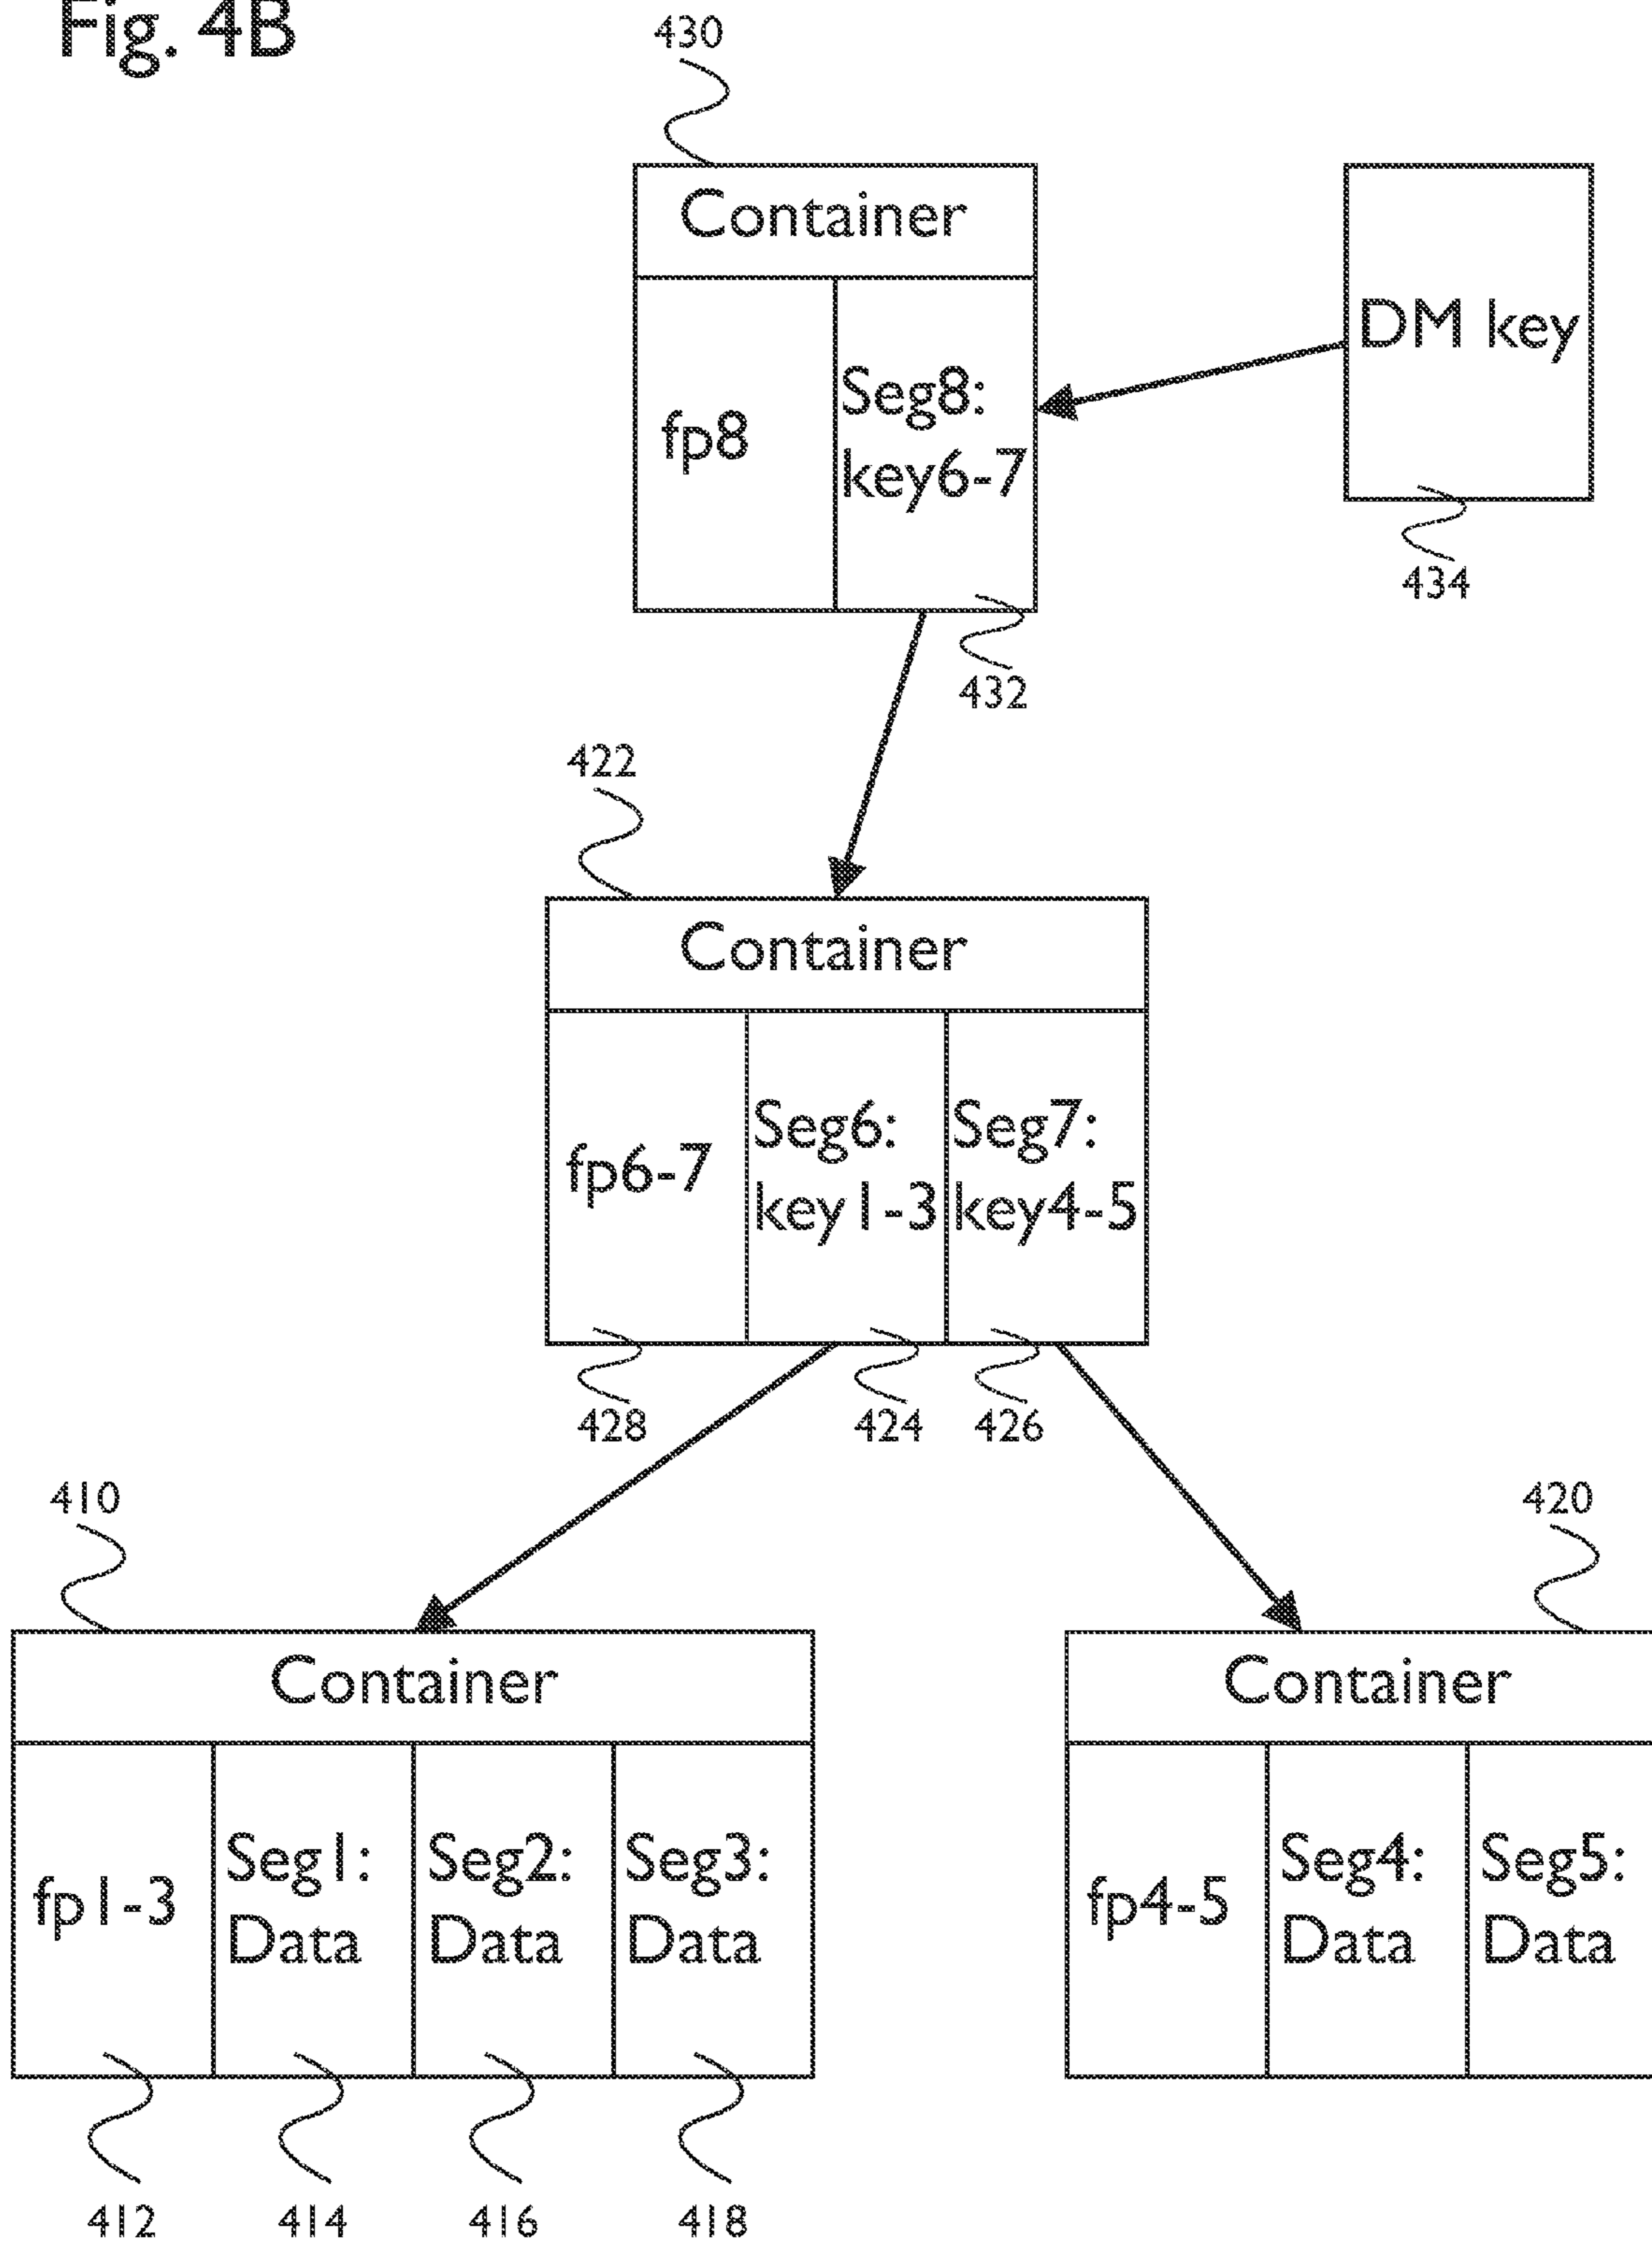 Fig. 4B
430
Container
fp8
Seg8:
key6-7
DM key
434
432
422
Container
fp6-7
Seg6:
key1-3
Seg7:
key4-5
428
424
426
410
420
Container
fp1-3
Seg1:
Data
Seg2:
Data
Seg3:
Data
Container
fp4-5
Seg4:
Data
Seg5:
Data
412
414
416
418